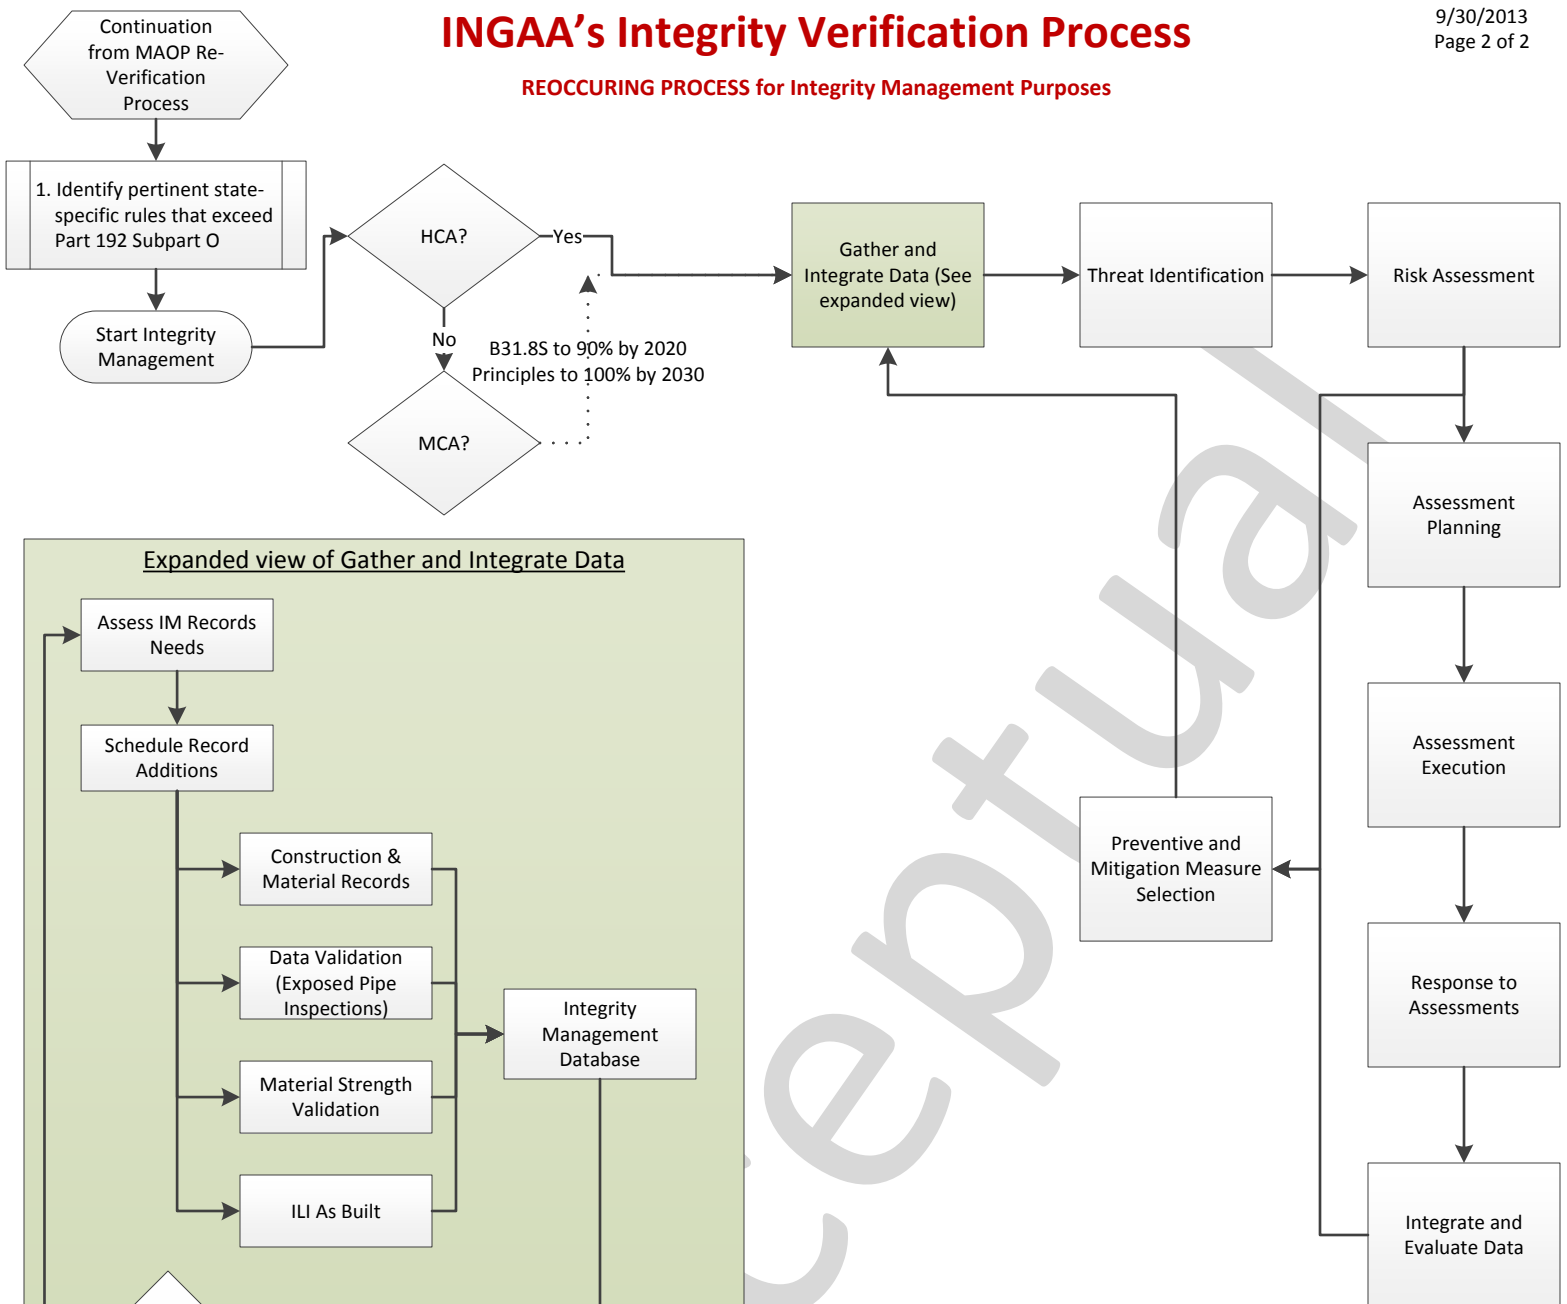 INGAA's Integrity Verification Process
REOCCURING PROCESS for Integrity Management Purposes
9/30/2013
Page 2 of 2
Continuation
from MAOP Re-
Verification
Process
1. Identify pertinent state-
specific rules that exceed
Part 192 Subpart O
Start Integrity
Management
HCA?
Yes
No
B31.8S to 90% by 2020
Principles to 100% by 2030
MCA?
Gather and
Integrate Data (See
expanded view)
Threat Identification
Risk Assessment
Assessment
Planning
Assessment
Execution
Response to
Assessments
Integrate and
Evaluate Data
Preventive and
Mitigation Measure
Selection
Expanded view of Gather and Integrate Data
Assess IM Records
Needs
Schedule Record
Additions
Construction &
Material Records
Data Validation
(Exposed Pipe
Inspections)
Material Strength
Validation
ILI As Built
Integrity
Management
Database
ceptual